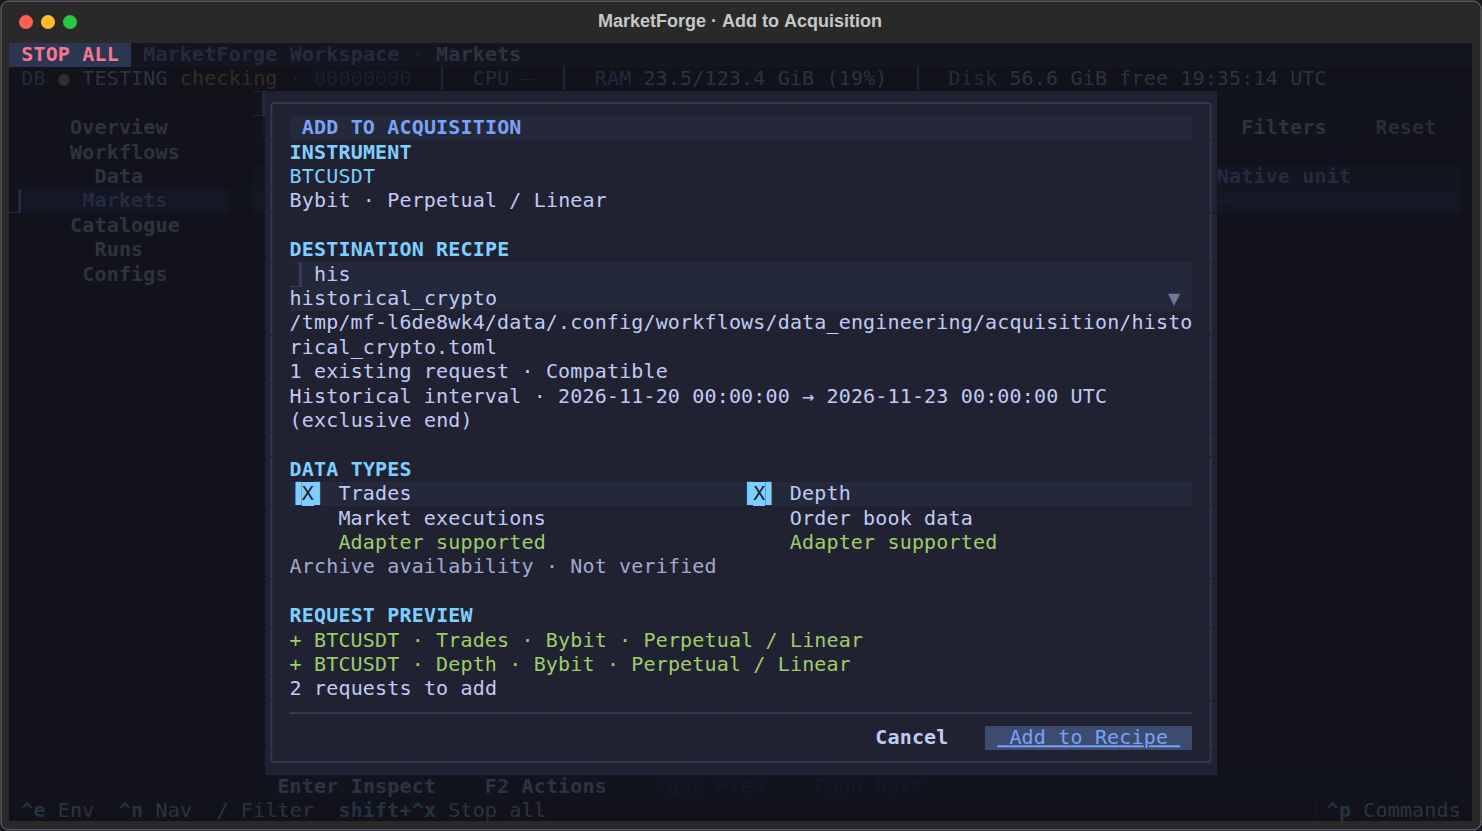 MarketForge · Add to Acquisition
STOP ALL MarketForge Workspace · Markets
DB ● TESTING checking · 00000000 │ CPU — │ RAM 23.5/123.4 GiB (19%) │ Disk 56.6 GiB free 19:35:14 UTC
Overview
Workflows
Data
Markets
Catalogue
Runs
Configs
Filters Reset
Native unit
—
ADD TO ACQUISITION
INSTRUMENT
BTCUSDT
Bybit · Perpetual / Linear
DESTINATION RECIPE
his
historical_crypto ▼
/tmp/mf-l6de8wk4/data/.config/workflows/data_engineering/acquisition/histo
rical_crypto.toml
1 existing request · Compatible
Historical interval · 2026-11-20 00:00:00 → 2026-11-23 00:00:00 UTC
(exclusive end)
DATA TYPES
X Trades X Depth
Market executions Order book data
Adapter supported Adapter supported
Archive availability · Not verified
REQUEST PREVIEW
+ BTCUSDT · Trades · Bybit · Perpetual / Linear
+ BTCUSDT · Depth · Bybit · Perpetual / Linear
2 requests to add
Cancel Add to Recipe
Enter Inspect F2 Actions PgUp Prev PgDn Next
^e Env ^n Nav / Filter shift+^x Stop all ^p Commands